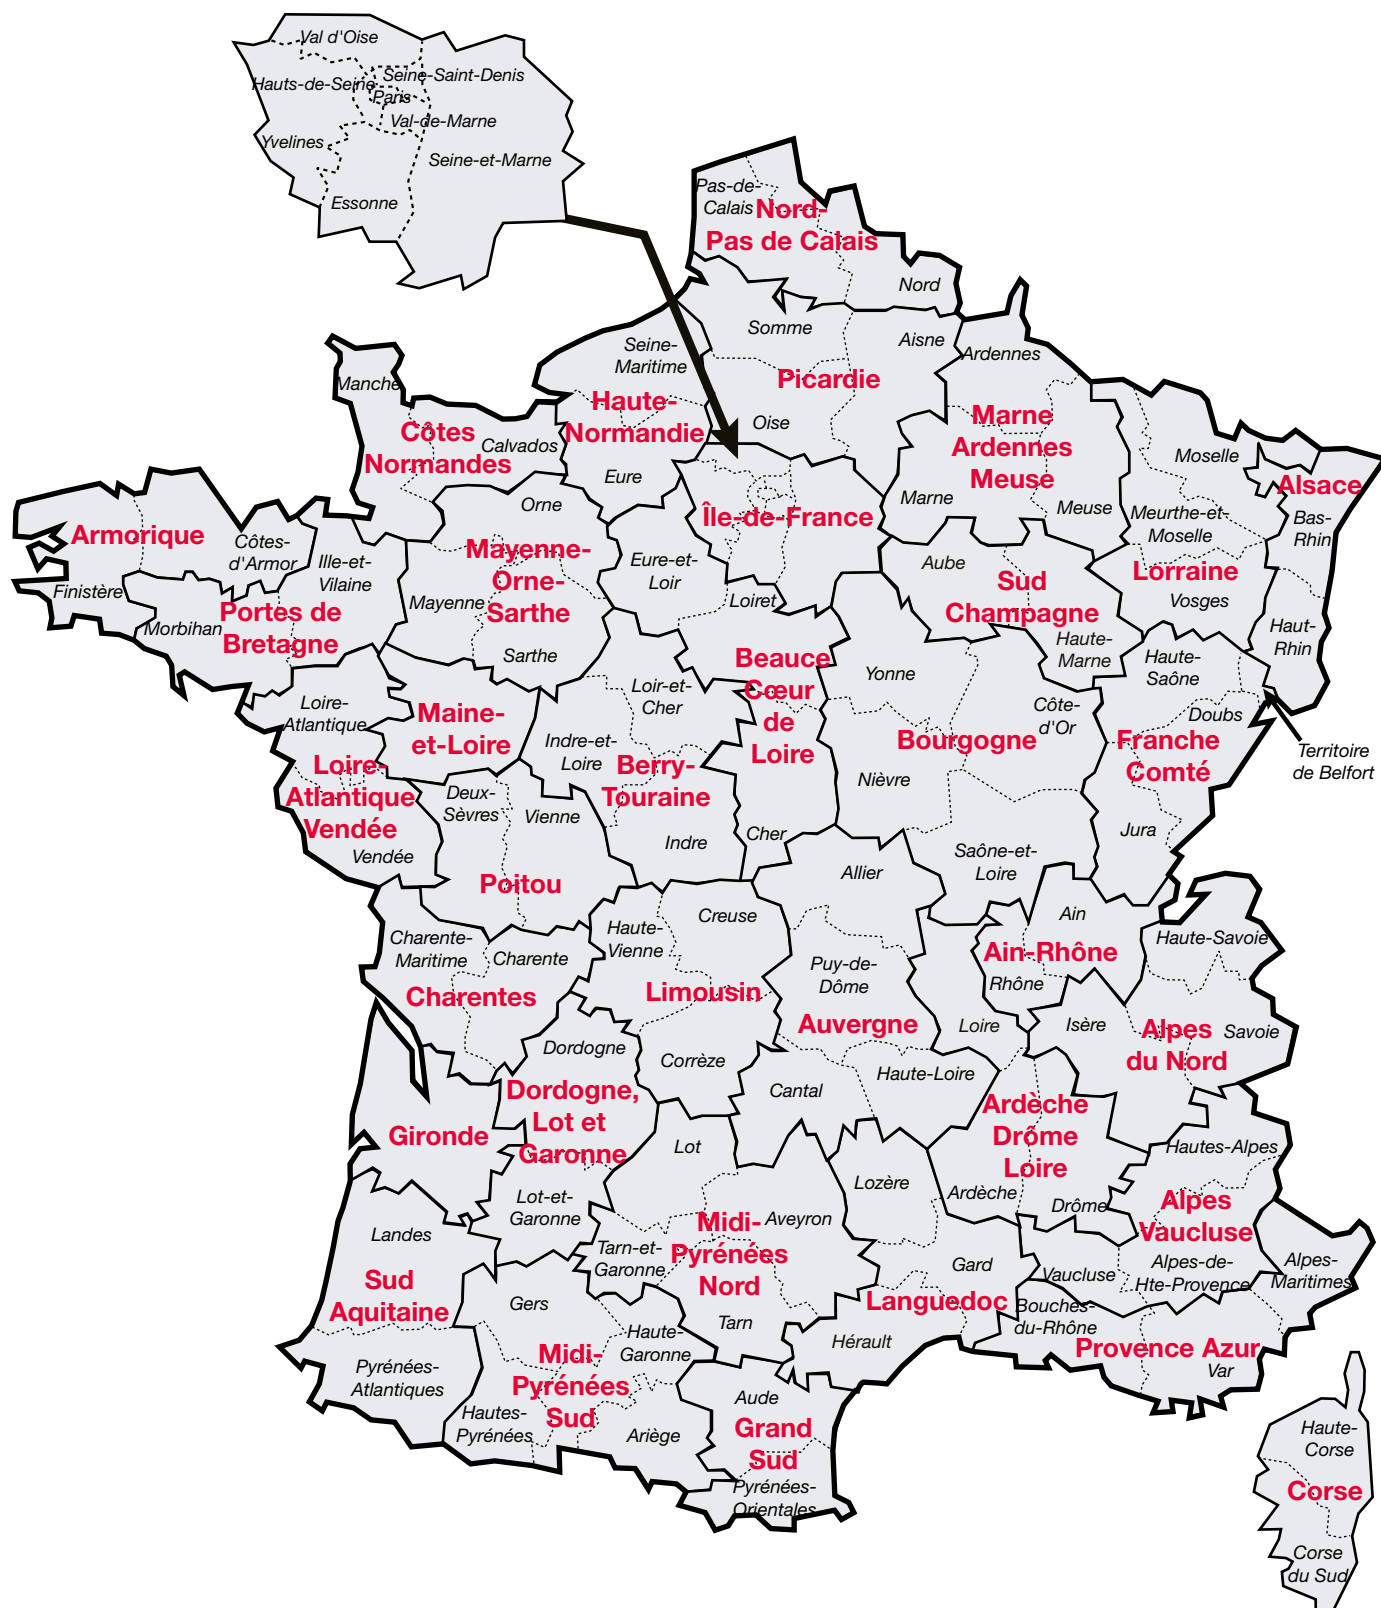 Val d'Oise
Hauts-de-Seine
Seine-Saint-Denis
Paris
Val-de-Marne
Yvelines
Seine-et-Marne
Essonne
Pas-de-
Calais
Nord-
Pas de Calais
Nord
Somme
Aisne
Picardie
Oise
Seine-
Maritime
Haute-
Normandie
Eure
Manche
Côtes
Normandes
Calvados
Ardennes
Marne
Ardennes
Meuse
Marne
Meuse
Moselle
Meurthe-et-
Moselle
Lorraine
Vosges
Alsace
Bas-
Rhin
Haut-
Rhin
Île-de-France
Armorique
Côtes-
d'Armor
Finistère
Ille-et-
Vilaine
Portes de
Bretagne
Morbihan
Orne
Mayenne-
Orne-
Sarthe
Mayenne
Sarthe
Eure-et-
Loir
Loiret
Aube
Sud
Champagne
Haute-
Marne
Beauce
Cœur
de
Loire
Cher
Loir-et-
Cher
Indre-et-
Loire
Berry-
Touraine
Indre
Loire-
Atlantique
Maine-
et-Loire
Loire-
Atlantique
Vendée
Vendée
Deux-
Sèvres
Vienne
Poitou
Yonne
Côte-
d'Or
Bourgogne
Nièvre
Saône-et-
Loire
Haute-
Saône
Doubs
Franche
Comté
Jura
Territoire
de Belfort
Charente-
Maritime
Charente
Charentes
Haute-
Vienne
Creuse
Limousin
Corrèze
Allier
Puy-de-
Dôme
Auvergne
Cantal
Haute-Loire
Ain
Ain-Rhône
Rhône
Loire
Haute-Savoie
Isère
Alpes
du Nord
Savoie
Dordogne
Dordogne,
Lot et
Garonne
Lot-et-
Garonne
Gironde
Ardèche
Drôme
Loire
Ardèche
Drôme
Hautes-Alpes
Alpes
Vaucluse
Vaucluse
Alpes-de-
Hte-Provence
Alpes-
Maritimes
Lot
Aveyron
Midi-
Pyrénées
Nord
Tarn-et-
Garonne
Tarn
Lozère
Gard
Languedoc
Hérault
Bouches-
du-Rhône
Provence Azur
Var
Landes
Sud
Aquitaine
Pyrénées-
Atlantiques
Gers
Haute-
Garonne
Midi-
Pyrénées
Sud
Hautes-
Pyrénées
Ariège
Aude
Grand
Sud
Pyrénées-
Orientales
Haute-
Corse
Corse
Corse
du Sud